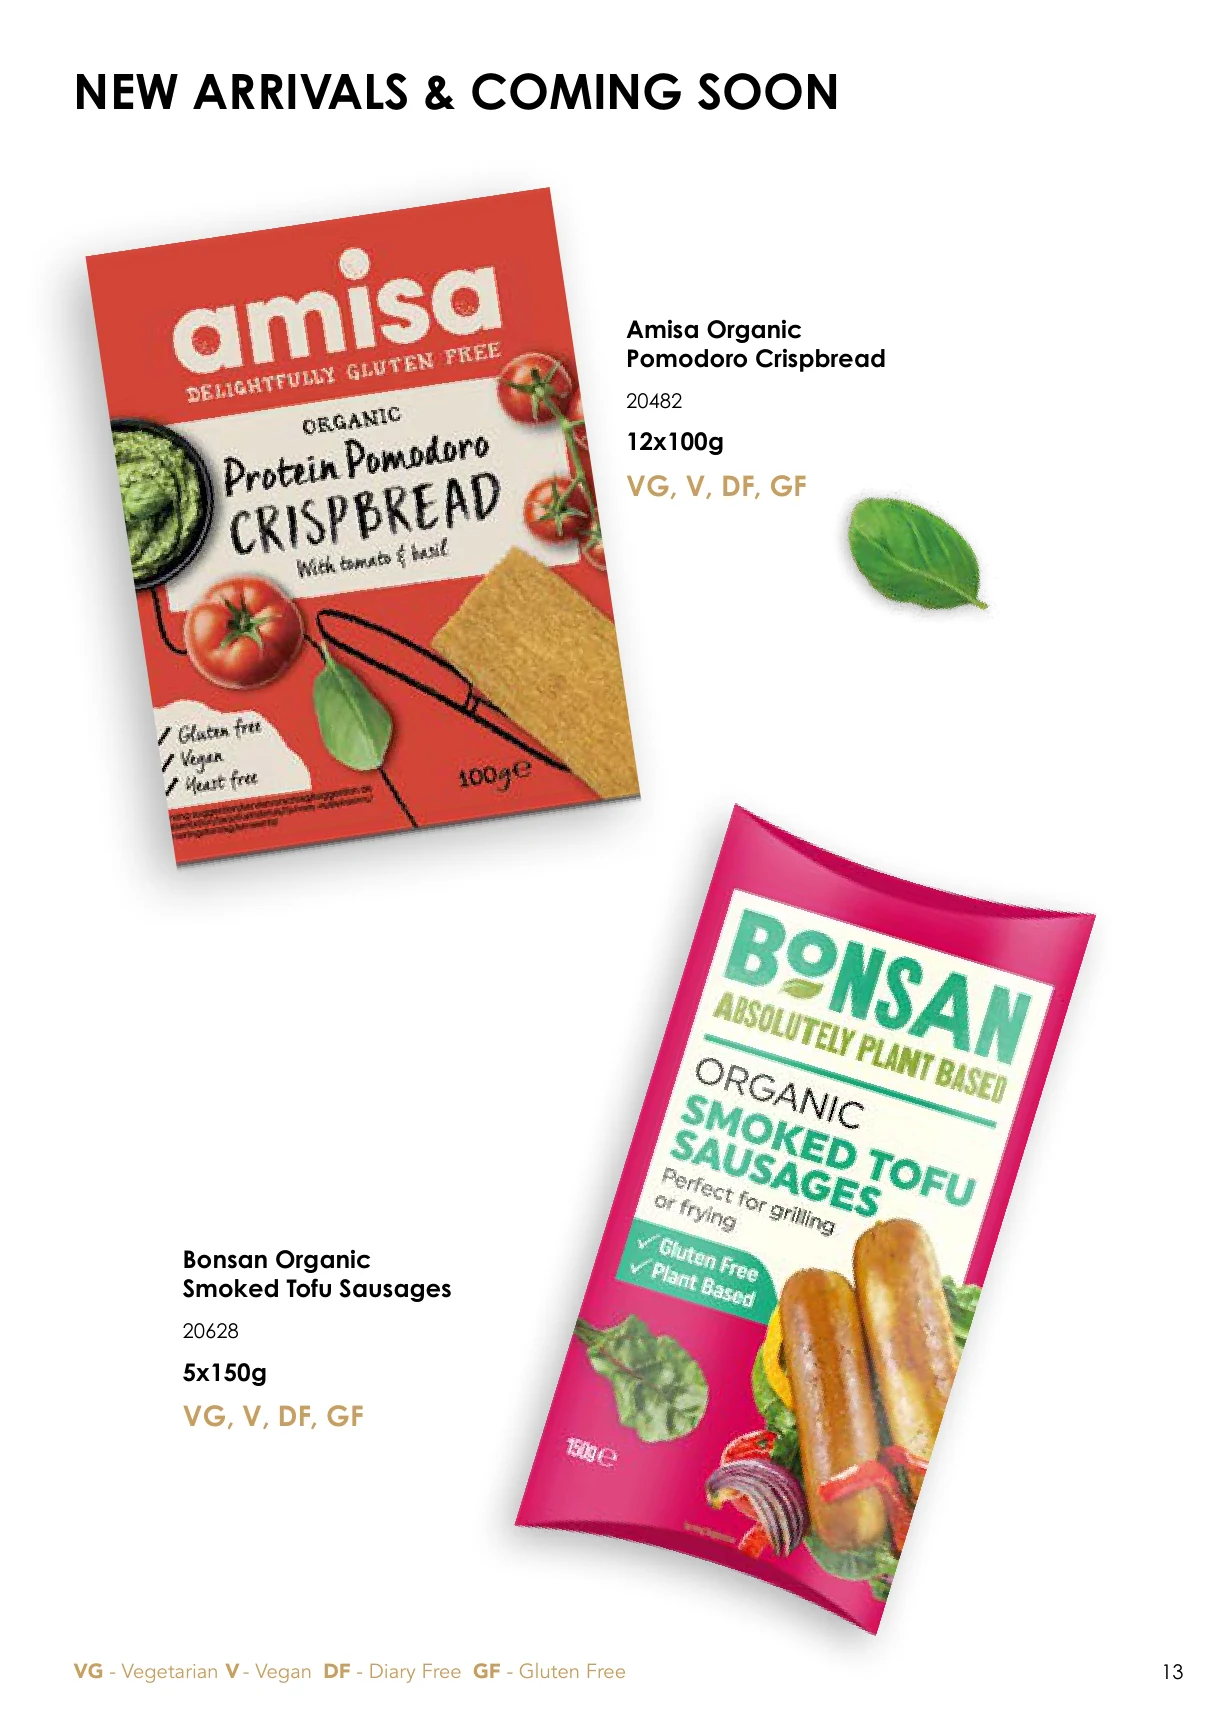 NEW ARRIVALS & COMING SOON
amisa
DELIGHTFULLY GLUTEN FREE
ORGANIC
Protein Pomodoro
CRISPBREAD
With tomato & basil
Gluten free
Vegan
Yeast free
100g℮
Amisa Organic
Pomodoro Crispbread
20482
12x100g
VG, V, DF, GF
BONSAN
ABSOLUTELY PLANT BASED
ORGANIC
SMOKED TOFU
SAUSAGES
Perfect for grilling
or frying
Gluten Free
Plant Based
150g℮
Bonsan Organic
Smoked Tofu Sausages
20628
5x150g
VG, V, DF, GF
VG - Vegetarian V - Vegan DF - Diary Free GF - Gluten Free
13